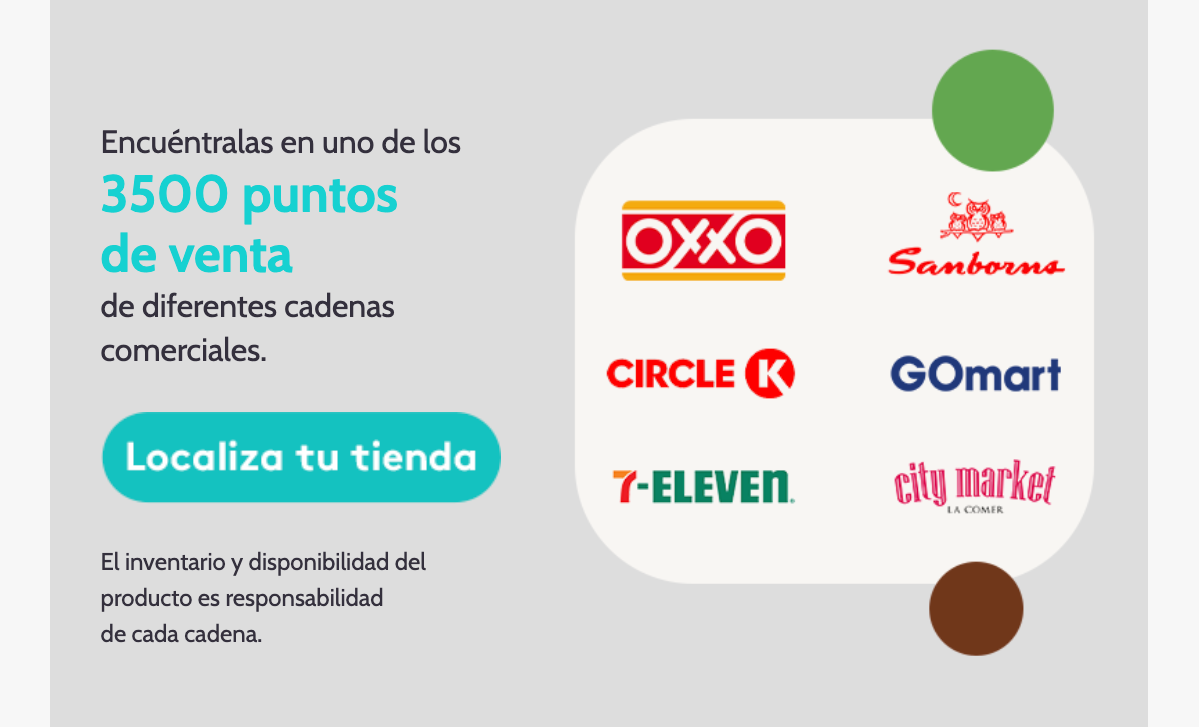 Encuéntralas en uno de los
3500 puntos
de venta
de diferentes cadenas
comerciales.
Localiza tu tienda
El inventario y disponibilidad del
producto es responsabilidad
de cada cadena.
OXXO
Sanborns
CIRCLE K
GOmart
7-ELEVEN.
city market
LA COMER